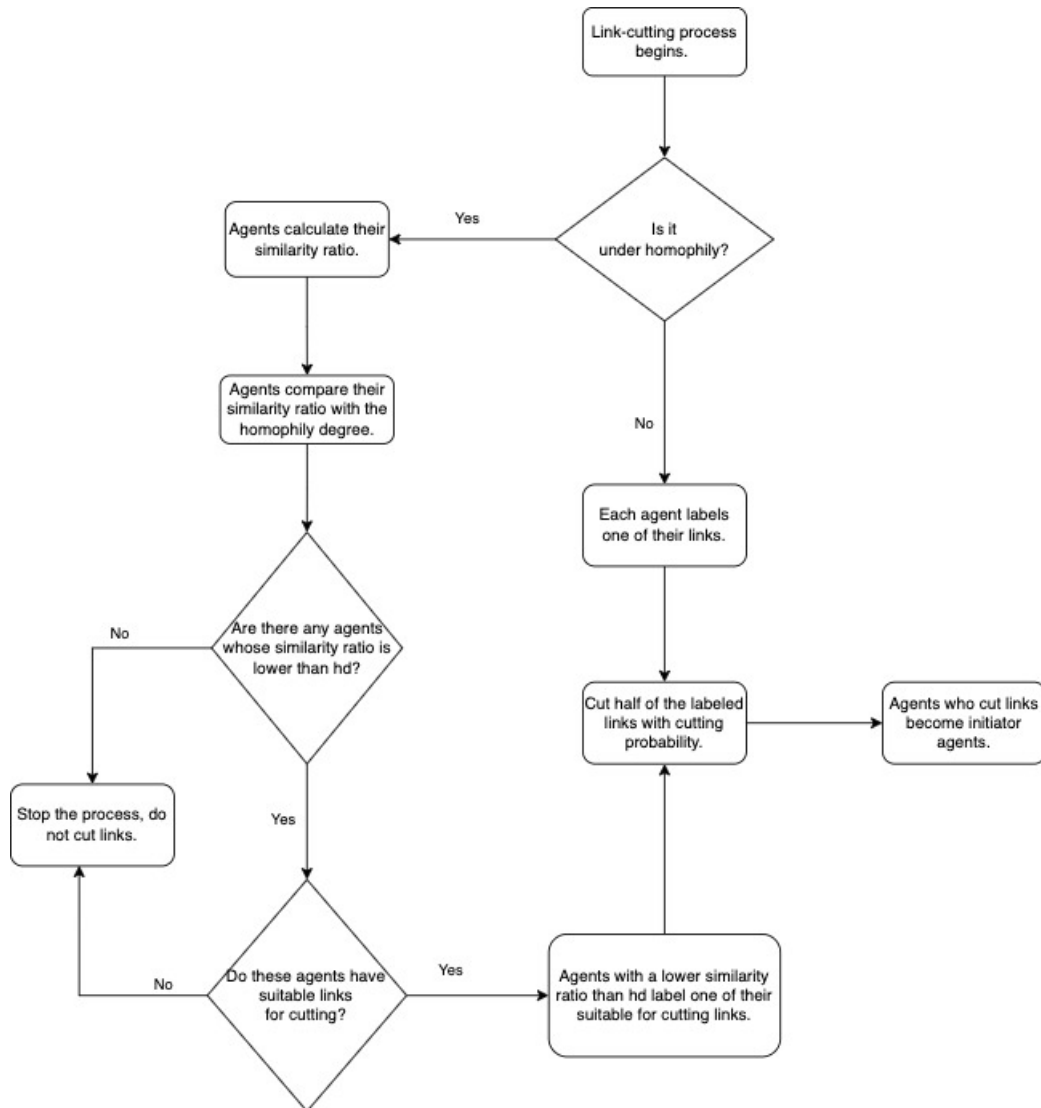 Link-cutting process
begins.
Is it
under homophily?
Yes
Agents calculate their
similarity ratio.
Agents compare their
similarity ratio with the
homophily degree.
No
Each agent labels
one of their links.
Are there any agents
whose similarity ratio is
lower than hd?
No
Cut half of the labeled
links with cutting
probability.
Agents who cut links
become initiator
agents.
Stop the process, do
not cut links.
Yes
Do these agents have
suitable links
for cutting?
No
Yes
Agents with a lower similarity
ratio than hd label one of their
suitable for cutting links.